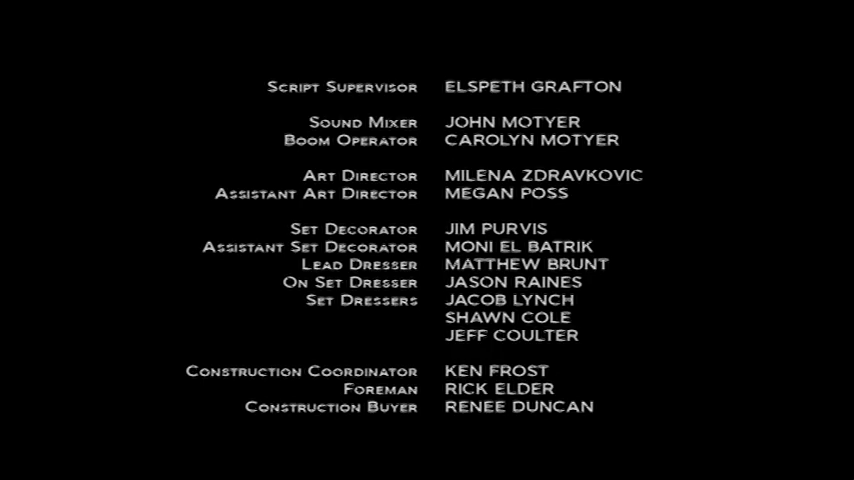 Script Supervisor ELSPETH GRAFTON
Sound Mixer JOHN MOTYER
Boom Operator CAROLYN MOTYER
Art Director MILENA ZDRAVKOVIC
Assistant Art Director MEGAN POSS
Set Decorator JIM PURVIS
Assistant Set Decorator MONI EL BATRIK
Lead Dresser MATTHEW BRUNT
On Set Dresser JASON RAINES
Set Dressers JACOB LYNCH
SHAWN COLE
JEFF COULTER
Construction Coordinator KEN FROST
Foreman RICK ELDER
Construction Buyer RENEE DUNCAN